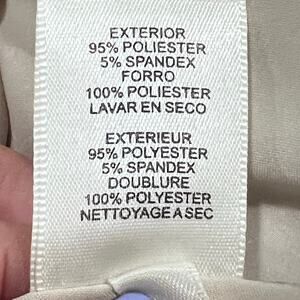 EXTERIOR
95% POLIESTER
5% SPANDEX
FORRO
100% POLIESTER
LAVAR EN SECO
EXTERIEUR
95% POLYESTER
5% SPANDEX
DOUBLURE
100% POLYESTER
NETTOYAGE A SEC